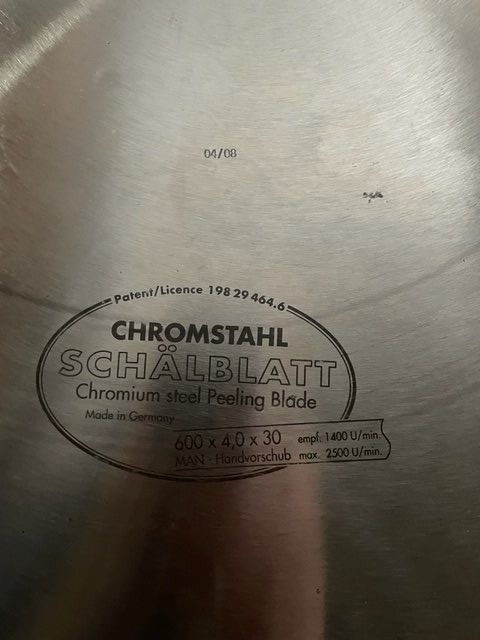 04/08
Patent/Licence 198 29 464.6
CHROMSTAHL
SCHÄLBLATT
Chromium steel Peeling Blade
Made in Germany
600 x 4,0 x 30 empf. 1400 U/min.
MAN - Handvorschub max. 2500 U/min.